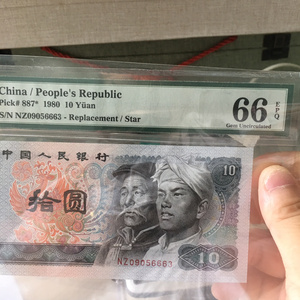 China / People's Republic
Pick# 887* 1980 10 Yüan
S/N NZ09056663 - Replacement / Star
66 EPQ
Gem Uncirculated
中国人民银行
10
拾圆
NZ09056663
10